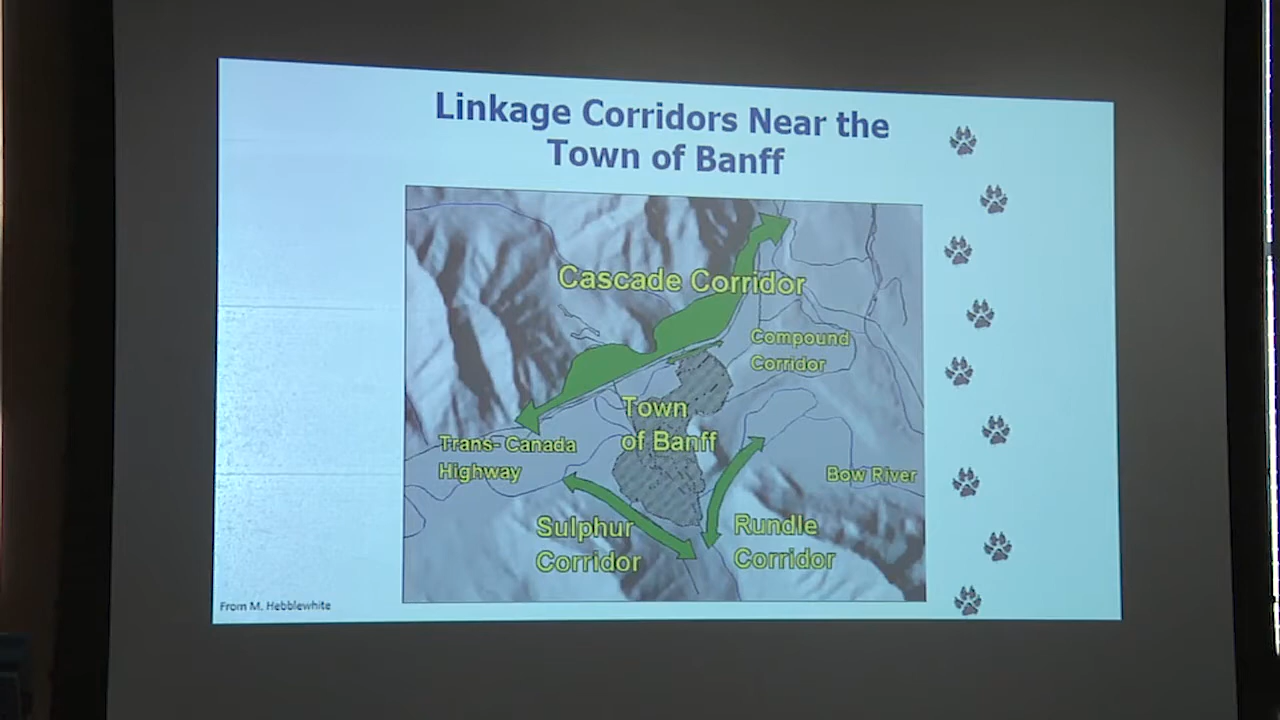 Linkage Corridors Near the
Town of Banff
Cascade Corridor
Compound
Corridor
Town
of Banff
Trans-Canada
Highway
Bow River
Sulphur
Corridor
Rundle
Corridor
From M. Hebblewhite